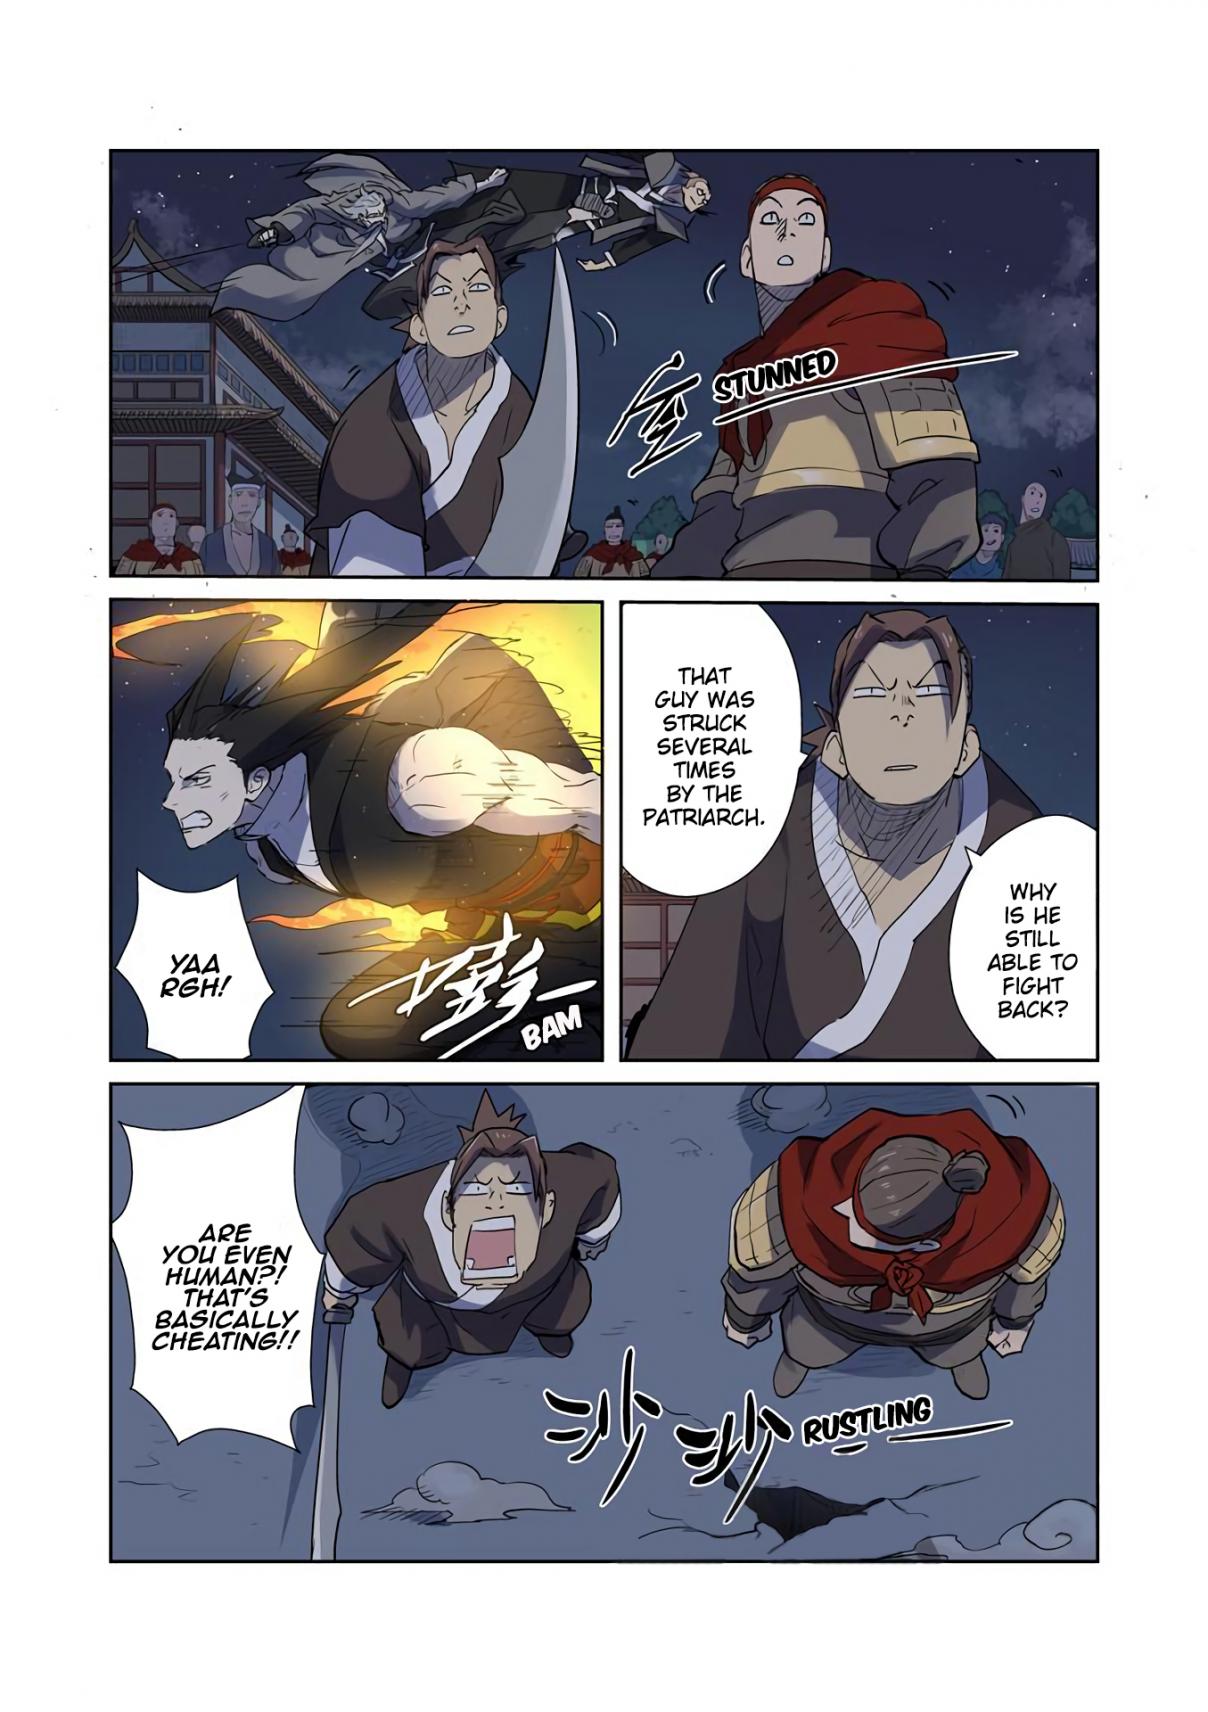 STUNNED
THAT
GUY WAS
STRUCK
SEVERAL
TIMES
BY THE
PATRIARCH.
WHY
IS HE
STILL
ABLE TO
FIGHT
BACK?
YAA
RGH!
嘭
BAM
ARE
YOU EVEN
HUMAN?!
THAT'S
BASICALLY
CHEATING!!
沙沙
RUSTLING